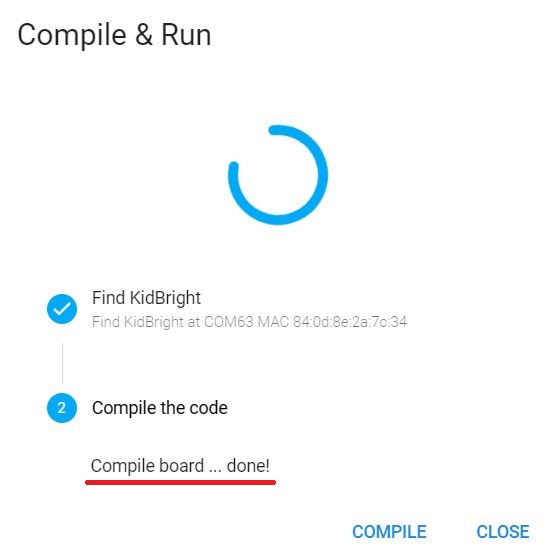 Compile & Run
Find KidBright
Find KidBright at COM63 MAC 84:0d:8e:2a:7c:34
2 Compile the code
Compile board ... done!
COMPILE CLOSE